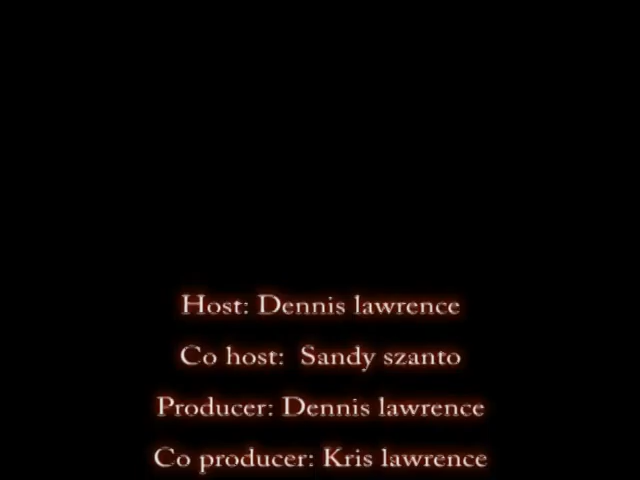 Host: Dennis lawrence
Co host:  Sandy szanto
Producer: Dennis lawrence
Co producer: Kris lawrence